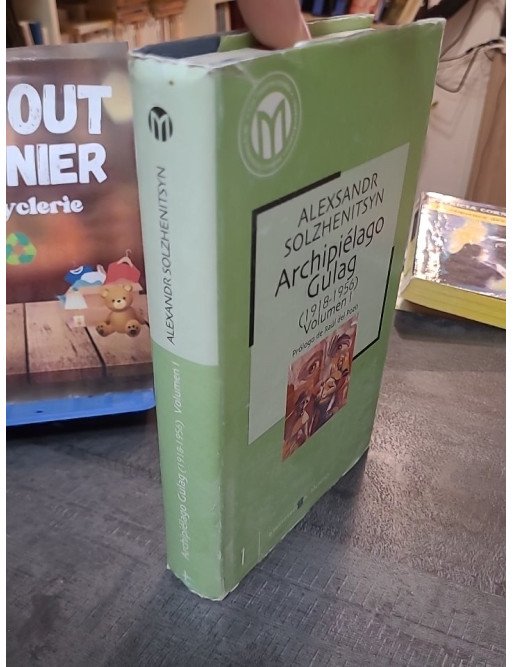 OUT
NIER
yclerie
M
ALEXANDR SOLZHENITSYN
Archipiélago Gulag (1918-1956) Volumen I
M
ALEXSANDR
SOLZHENITSYN
Archipiélago
Gulag
(1918-1956)
Volumen I
Prólogo de Raúl del Pozo